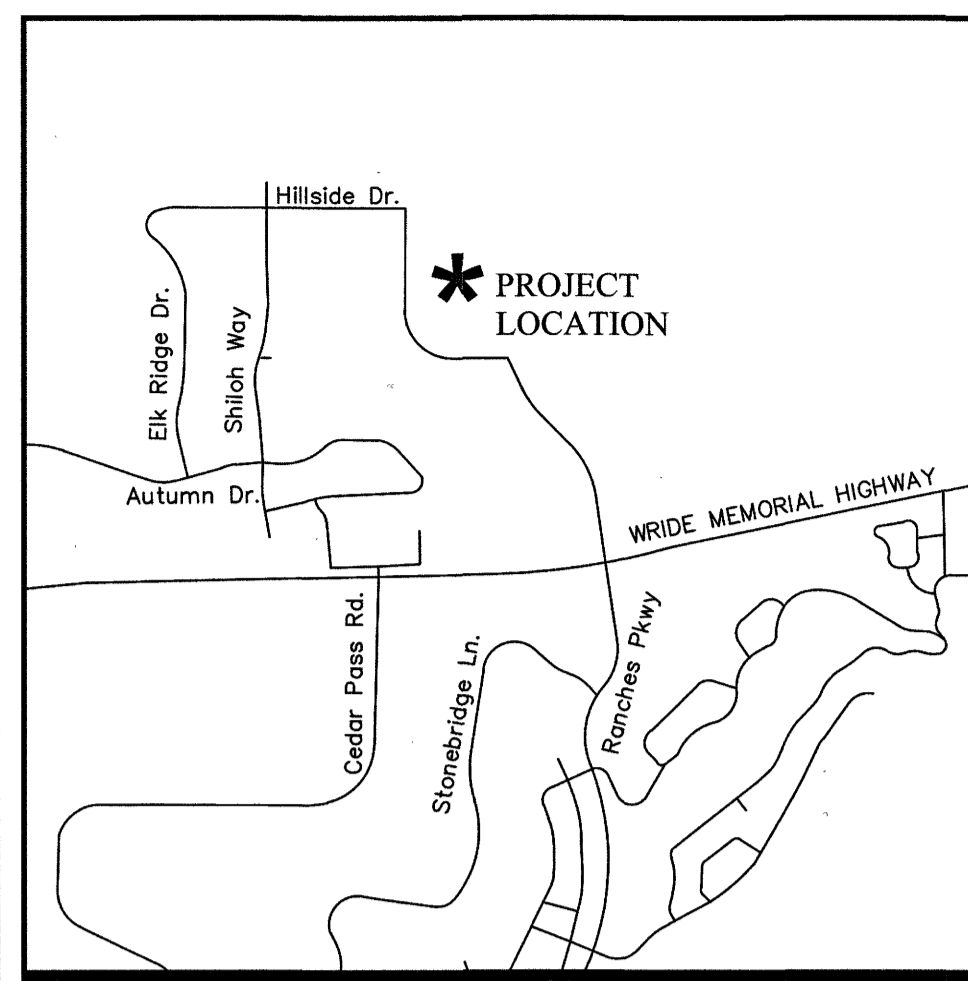 Hillside Dr.
PROJECT
LOCATION
Elk Ridge Dr.
Shiloh Way
Autumn Dr.
WRIDE MEMORIAL HIGHWAY
Cedar Pass Rd.
Stonebridge Ln.
Ranches Pkwy